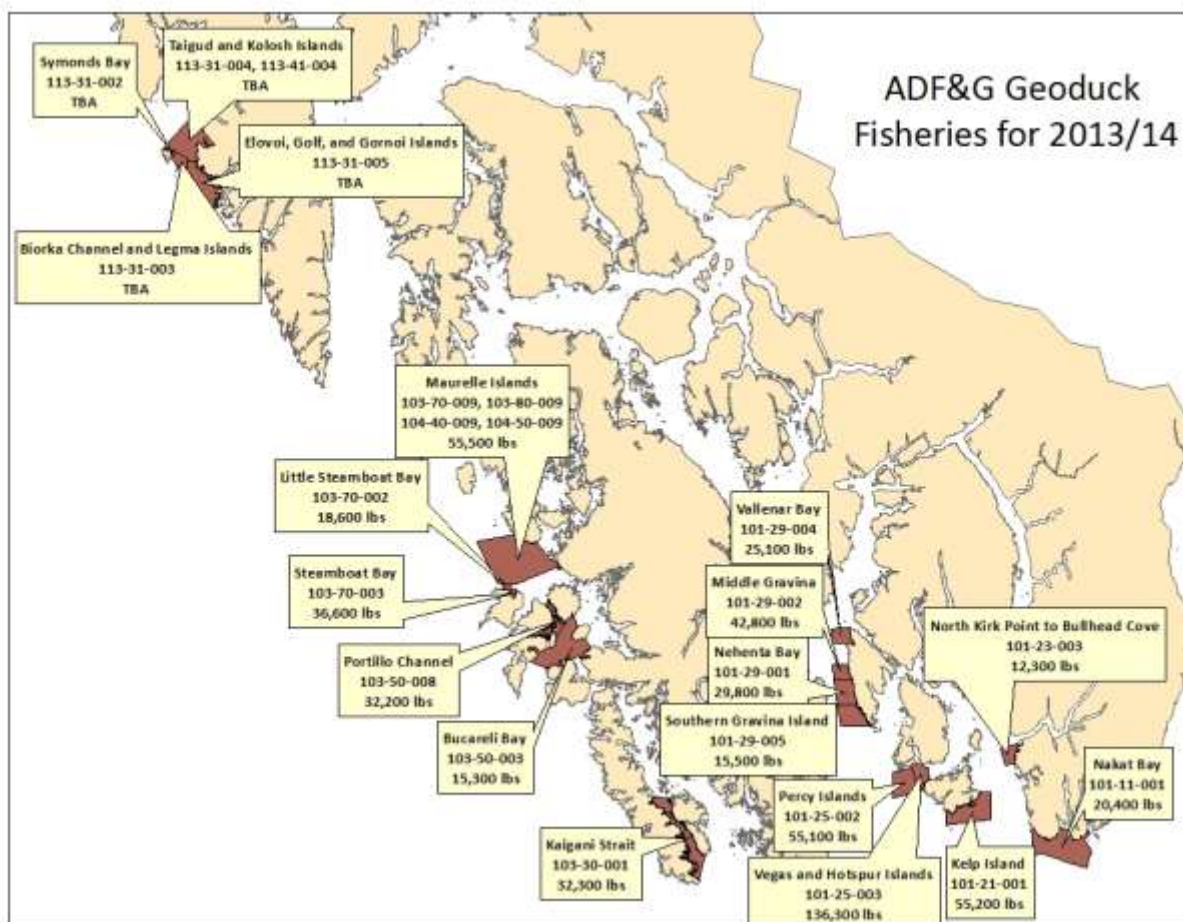 ADF&G Geoduck
Fisheries for 2013/14
Symonds Bay
113-31-002
TBA
Taigud and Kolosh Islands
113-31-004, 113-41-004
TBA
Elovoi, Golf, and Gornoi Islands
113-31-005
TBA
Biorka Channel and Legma Islands
113-31-003
TBA
Maurelle Islands
103-70-009, 103-80-009
104-40-009, 104-50-009
55,500 lbs
Little Steamboat Bay
103-70-002
18,600 lbs
Steamboat Bay
103-70-003
36,600 lbs
Portillo Channel
103-50-008
32,200 lbs
Bucareli Bay
103-50-003
15,300 lbs
Kaigani Strait
103-30-001
32,300 lbs
Vallenar Bay
101-29-004
25,100 lbs
Middle Gravina
101-29-002
42,800 lbs
Nehenta Bay
101-29-001
29,800 lbs
Southern Gravina Island
101-29-005
15,500 lbs
North Kirk Point to Bullhead Cove
101-23-003
12,300 lbs
Nakat Bay
101-11-001
20,400 lbs
Percy Islands
101-25-002
55,100 lbs
Vegas and Hotspur Islands
101-25-003
136,300 lbs
Kelp Island
101-21-001
55,200 lbs